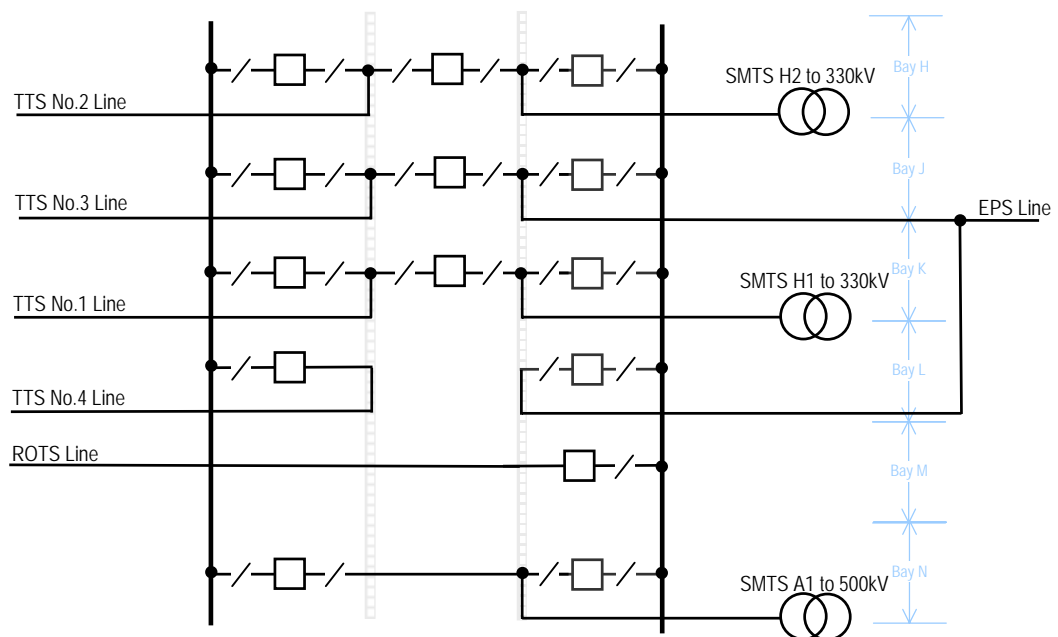 SMTS H2 to 330kV
Bay H
TTS No.2 Line
Bay J
TTS No.3 Line
EPS Line
Bay K
SMTS H1 to 330kV
TTS No.1 Line
Bay L
TTS No.4 Line
ROTS Line
Bay M
Bay N
SMTS A1 to 500kV